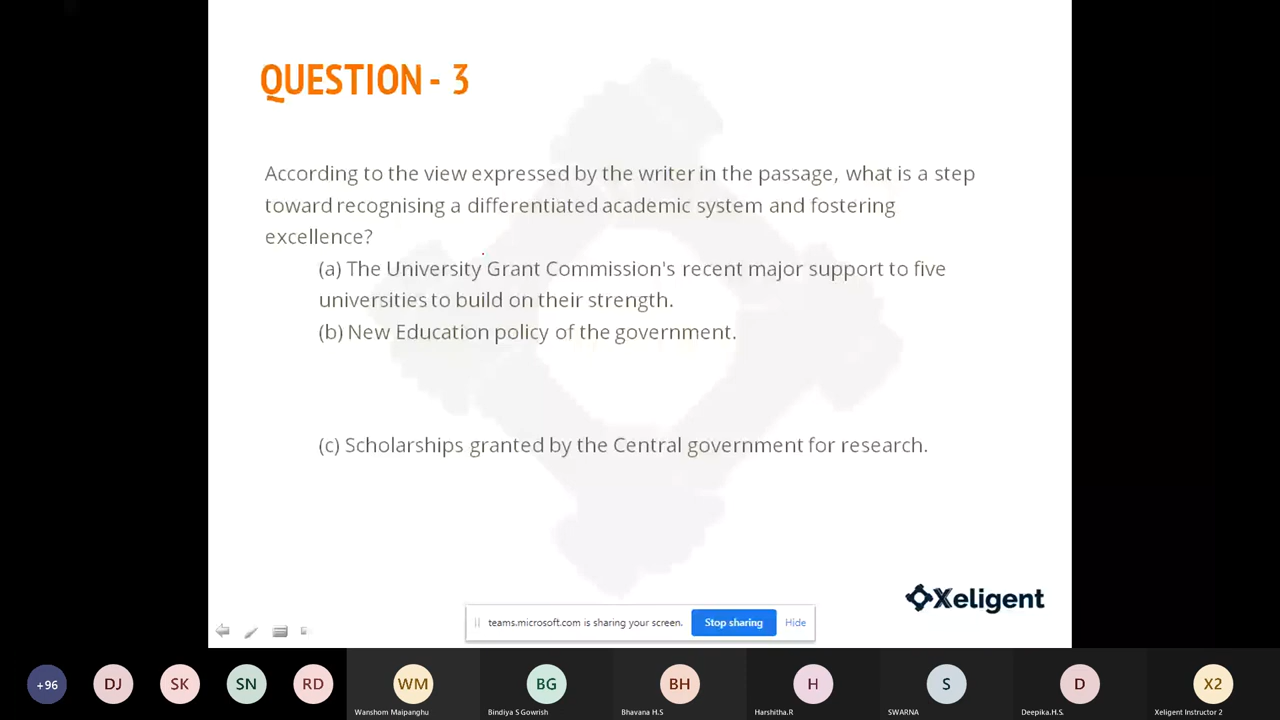 QUESTION - 3
According to the view expressed by the writer in the passage, what is a step
toward recognising a differentiated academic system and fostering
excellence?
(a) The University Grant Commission's recent major support to five
universities to build on their strength.
(b) New Education policy of the government.
(c) Scholarships granted by the Central government for research.
Xeligent
teams.microsoft.com is sharing your screen. Stop sharing Hide
+96 DJ SK SN RD WM BG BH H S D X2
Wanshom Maipanghu Bindiya S Gowrish Bhavana H.S Harshitha.R SWARNA Deepika.H.S. Xeligent Instructor 2